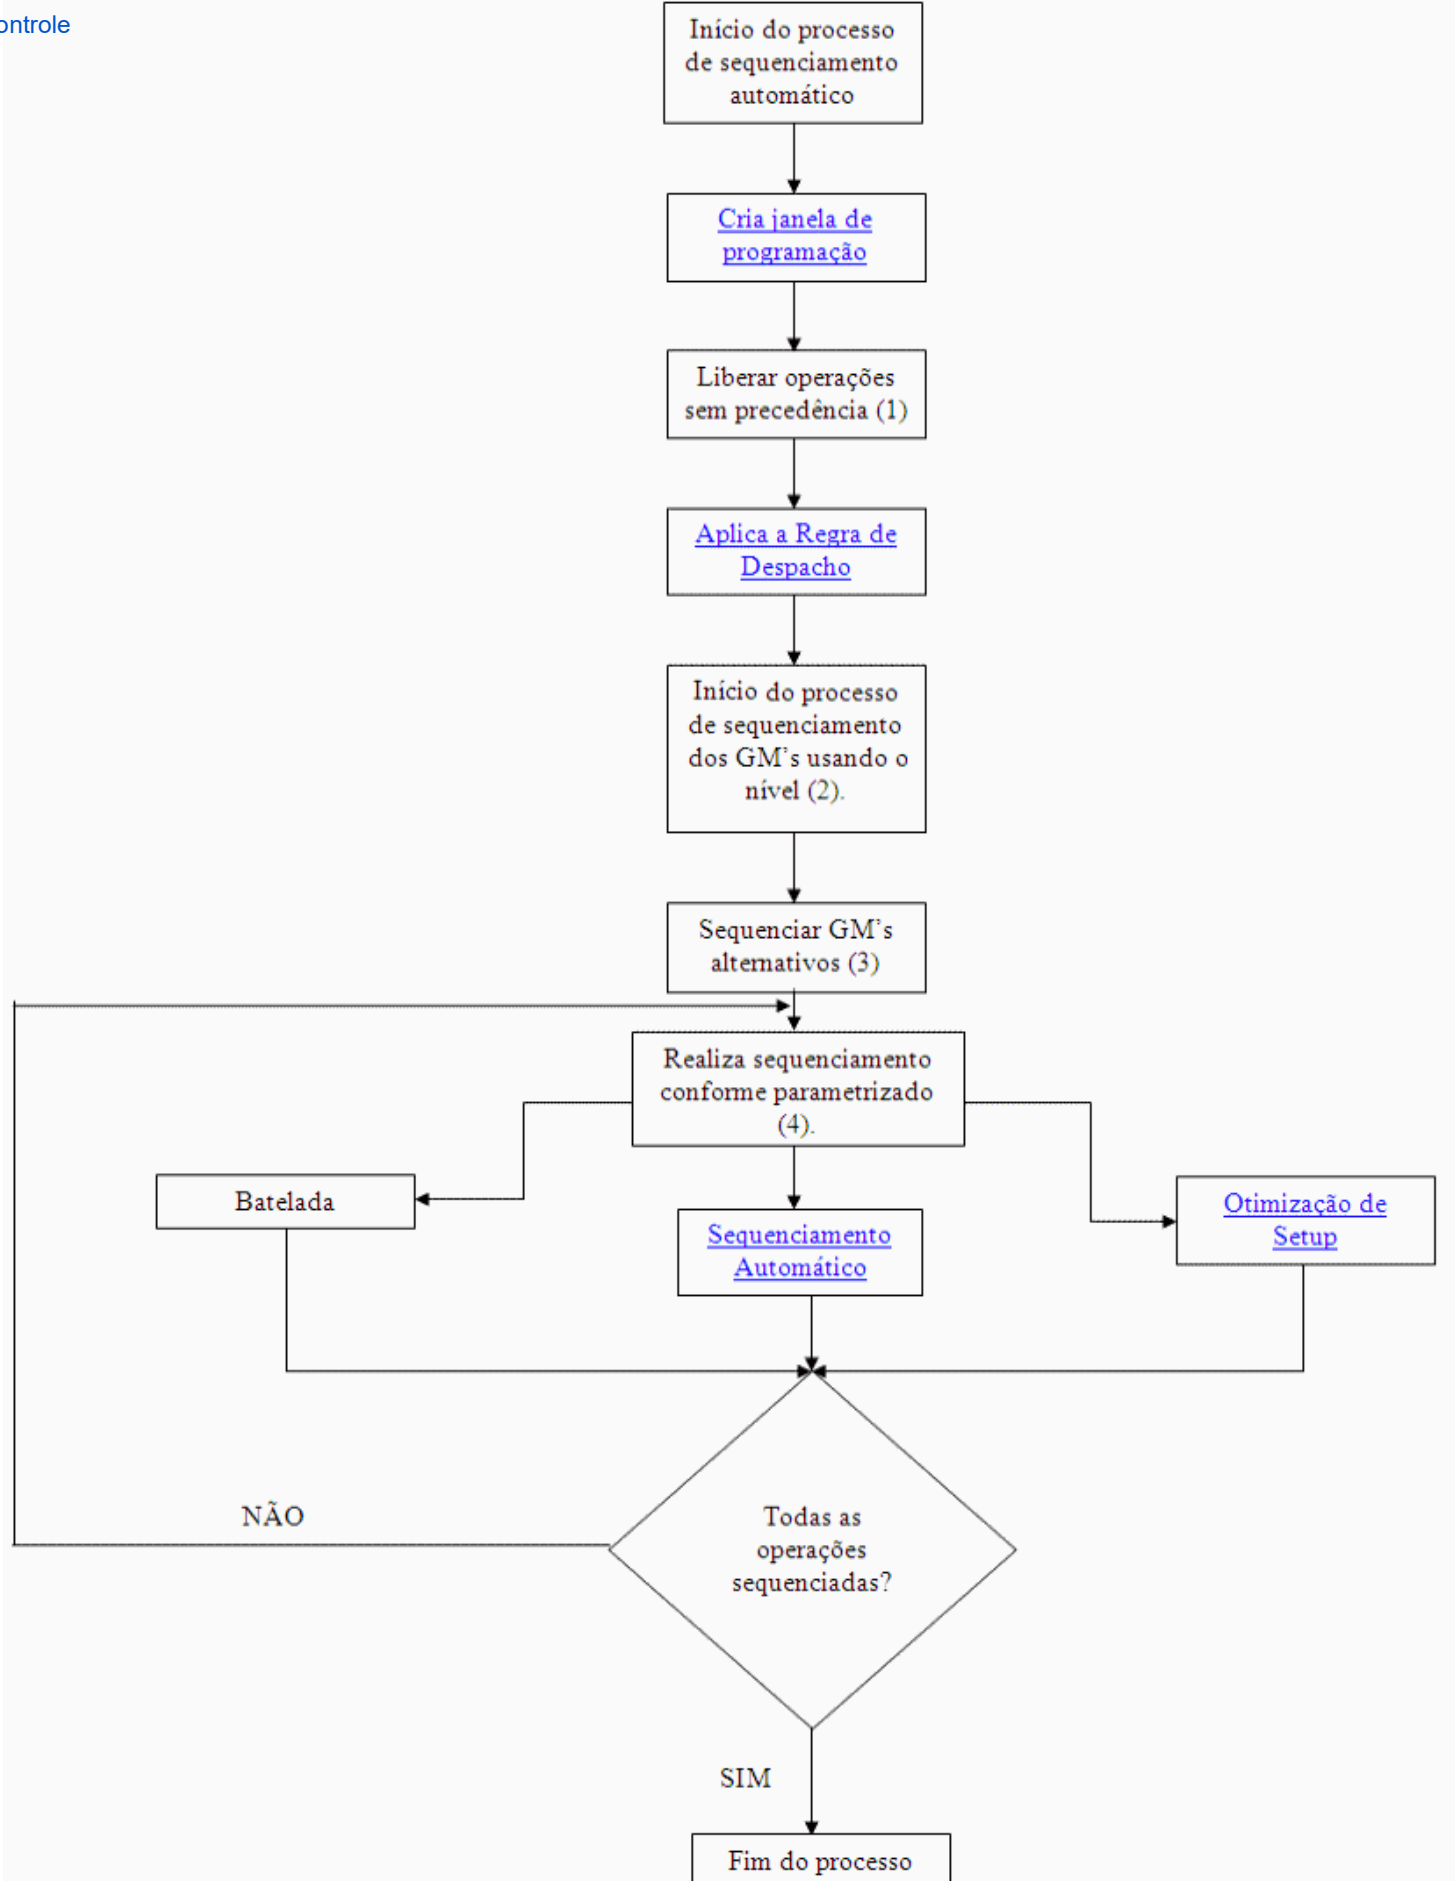 ontrole
Início do processo
de sequenciamento
automático
Cria janela de
programação
Liberar operações
sem precedência (1)
Aplica a Regra de
Despacho
Início do processo
de sequenciamento
dos GM's usando o
nível (2).
Sequenciar GM's
alternativos (3)
Realiza sequenciamento
conforme parametrizado
(4).
Batelada
Sequenciamento
Automático
Otimização de
Setup
Todas as
operações
sequenciadas?
NÃO
SIM
Fim do processo